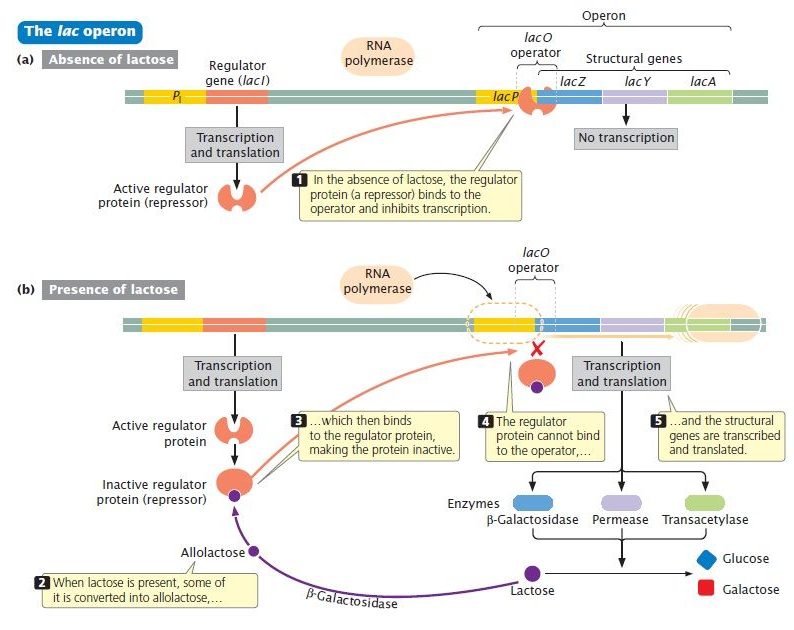 The lac operon
Operon
(a) Absence of lactose
RNA
polymerase
lacO
operator
Regulator
gene (lacI)
Structural genes
lacZ lacY lacA
PI
lacP
Transcription
and translation
No transcription
Active regulator
protein (repressor)
1 In the absence of lactose, the regulator
protein (a repressor) binds to the
operator and inhibits transcription.
(b) Presence of lactose
RNA
polymerase
lacO
operator
Transcription
and translation
Transcription
and translation
Active regulator
protein
3 …which then binds
to the regulator protein,
making the protein inactive.
4 The regulator
protein cannot bind
to the operator,…
5 …and the structural
genes are transcribed
and translated.
Inactive regulator
protein (repressor)
Enzymes
β-Galactosidase Permease Transacetylase
Allolactose
2 When lactose is present, some of
it is converted into allolactose,…
β-Galactosidase
Lactose
Glucose
Galactose